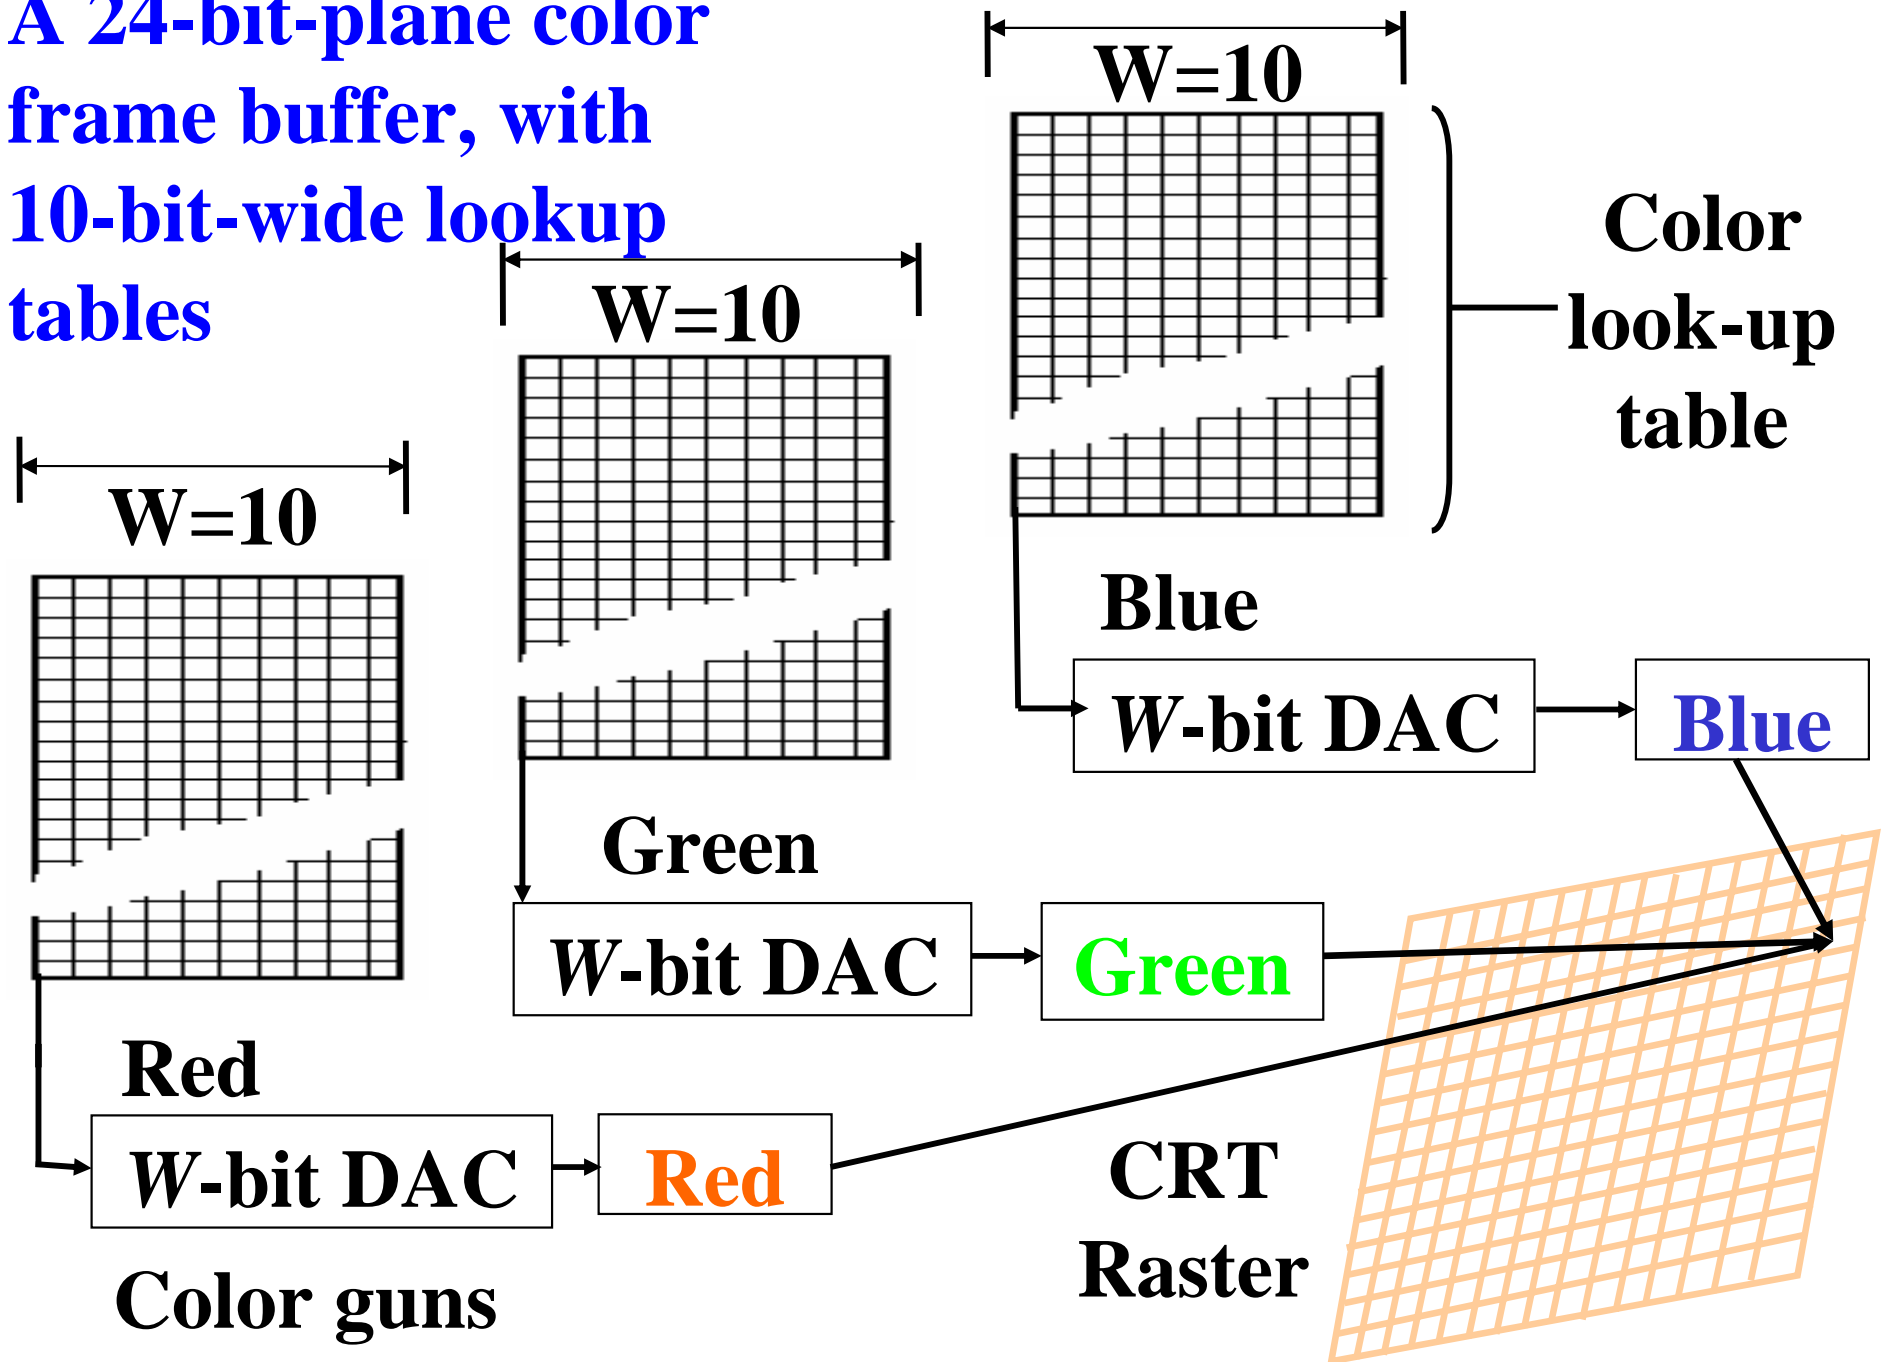 A 24-bit-plane color
frame buffer, with
10-bit-wide lookup
tables
W=10
W=10
W=10
Color
look-up
table
Blue
W-bit DAC
Blue
Green
W-bit DAC
Green
Red
W-bit DAC
Red
CRT
Raster
Color guns